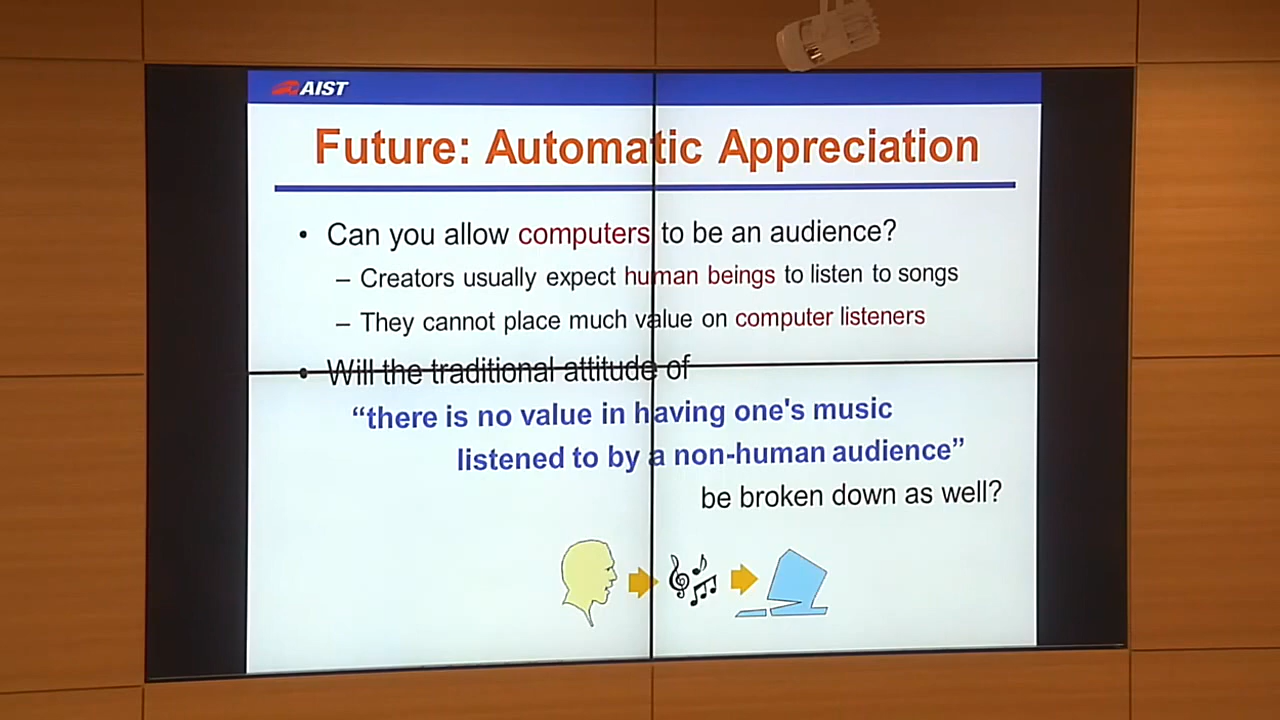 AIST
Future: Automatic Appreciation
• Can you allow computers to be an audience?
– Creators usually expect human beings to listen to songs
– They cannot place much value on computer listeners
• Will the traditional attitude of
“there is no value in having one's music
listened to by a non-human audience”
be broken down as well?